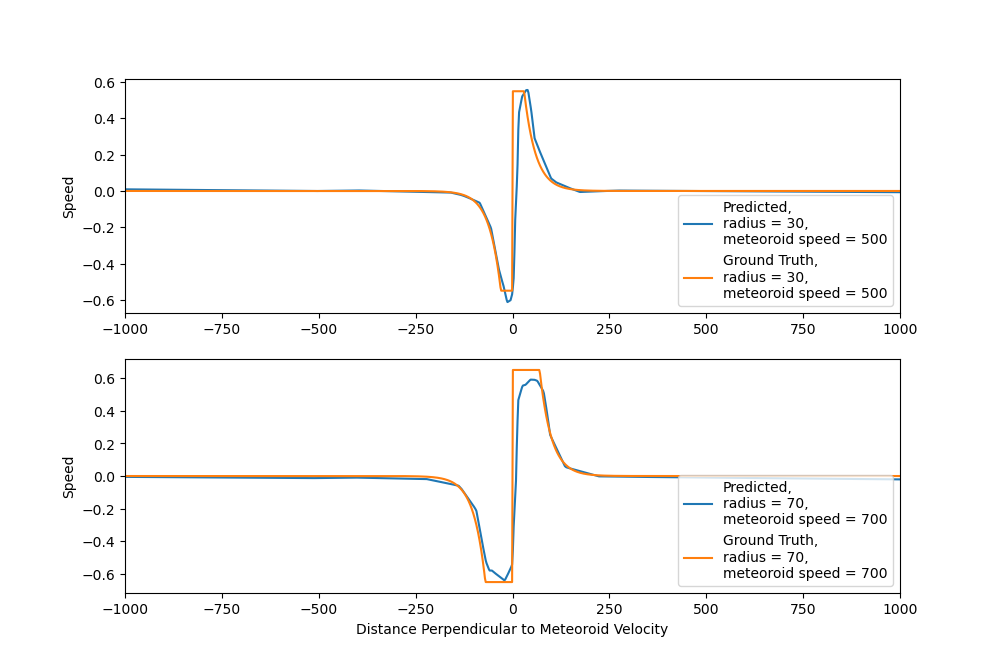 0.6
0.4
0.2
0.0
−0.2
−0.4
−0.6
Speed
Predicted,
radius = 30,
meteoroid speed = 500
Ground Truth,
radius = 30,
meteoroid speed = 500
−1000 −750 −500 −250 0 250 500 750 1000
0.6
0.4
0.2
0.0
−0.2
−0.4
−0.6
Speed
Predicted,
radius = 70,
meteoroid speed = 700
Ground Truth,
radius = 70,
meteoroid speed = 700
−1000 −750 −500 −250 0 250 500 750 1000
Distance Perpendicular to Meteoroid Velocity